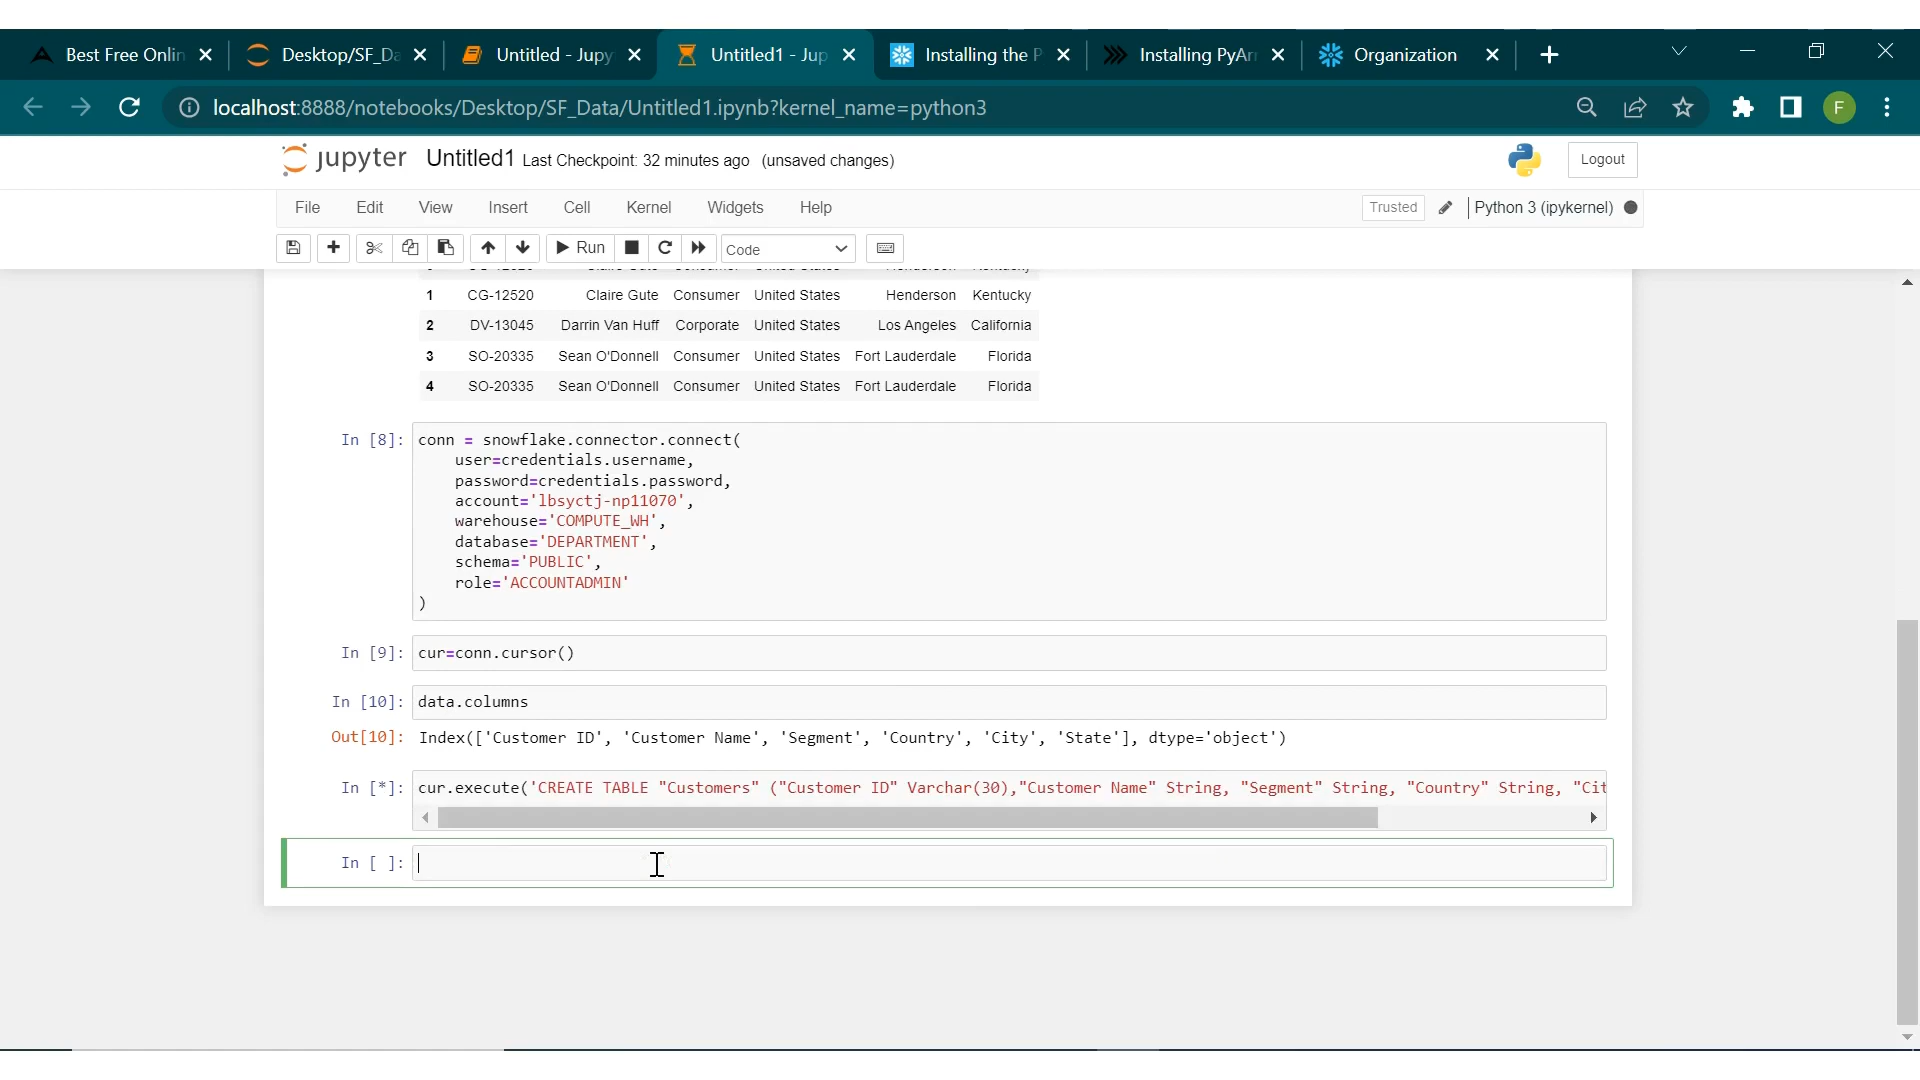 Best Free Onlin
Desktop/SF_Da
Untitled - Jupy
Untitled1 - Jup
Installing the P
Installing PyArr
Organization
localhost:8888/notebooks/Desktop/SF_Data/Untitled1.ipynb?kernel_name=python3
F
jupyter Untitled1 Last Checkpoint: 32 minutes ago (unsaved changes)
Logout
File Edit View Insert Cell Kernel Widgets Help
Trusted
Python 3 (ipykernel)
Run
Code
1 CG-12520 Claire Gute Consumer United States Henderson Kentucky
2 DV-13045 Darrin Van Huff Corporate United States Los Angeles California
3 SO-20335 Sean O'Donnell Consumer United States Fort Lauderdale Florida
4 SO-20335 Sean O'Donnell Consumer United States Fort Lauderdale Florida
In [8]: conn = snowflake.connector.connect(
user=credentials.username,
password=credentials.password,
account='lbsyctj-np11070',
warehouse='COMPUTE_WH',
database='DEPARTMENT',
schema='PUBLIC',
role='ACCOUNTADMIN'
)
In [9]: cur=conn.cursor()
In [10]: data.columns
Out[10]: Index(['Customer ID', 'Customer Name', 'Segment', 'Country', 'City', 'State'], dtype='object')
In [*]: cur.execute('CREATE TABLE "Customers" ("Customer ID" Varchar(30),"Customer Name" String, "Segment" String, "Country" String, "Cit
In [ ]: